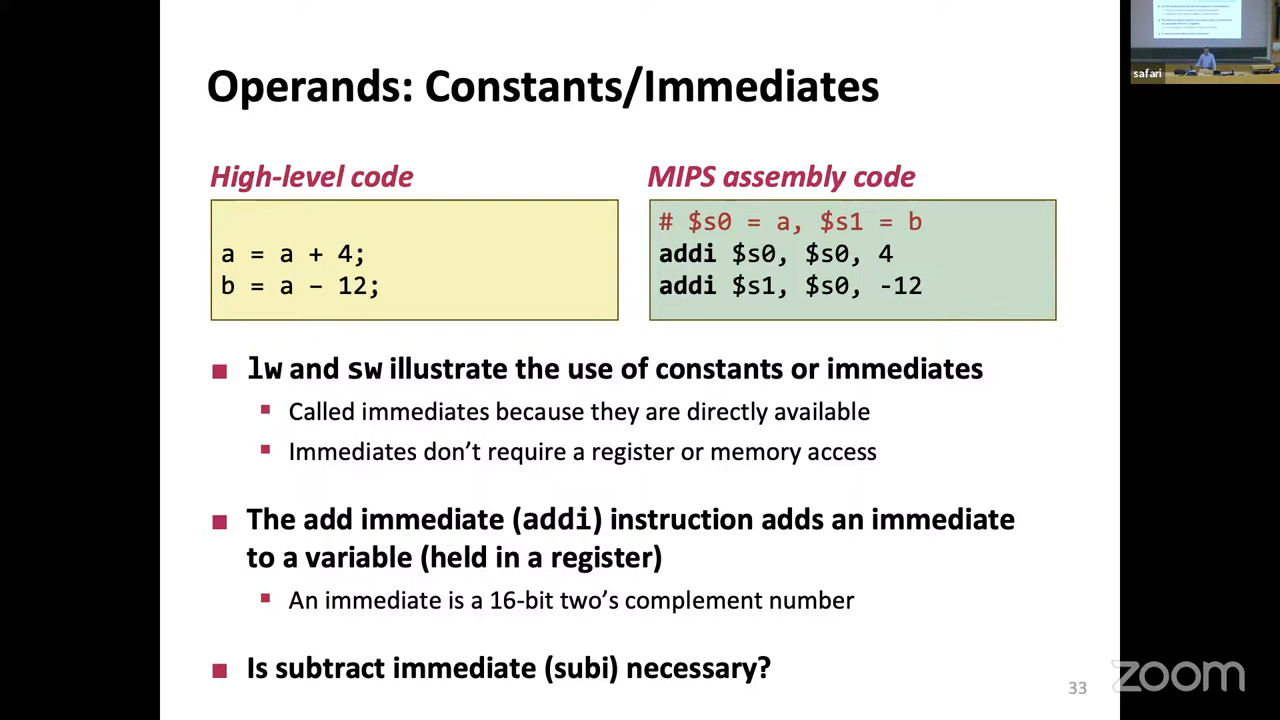 safari
Operands: Constants/Immediates
High-level code
a = a + 4;
b = a – 12;
MIPS assembly code
# $s0 = a, $s1 = b
addi $s0, $s0, 4
addi $s1, $s0, -12
■ lw and sw illustrate the use of constants or immediates
▪ Called immediates because they are directly available
▪ Immediates don’t require a register or memory access
■ The add immediate (addi) instruction adds an immediate
to a variable (held in a register)
▪ An immediate is a 16-bit two’s complement number
■ Is subtract immediate (subi) necessary?
33
zoom